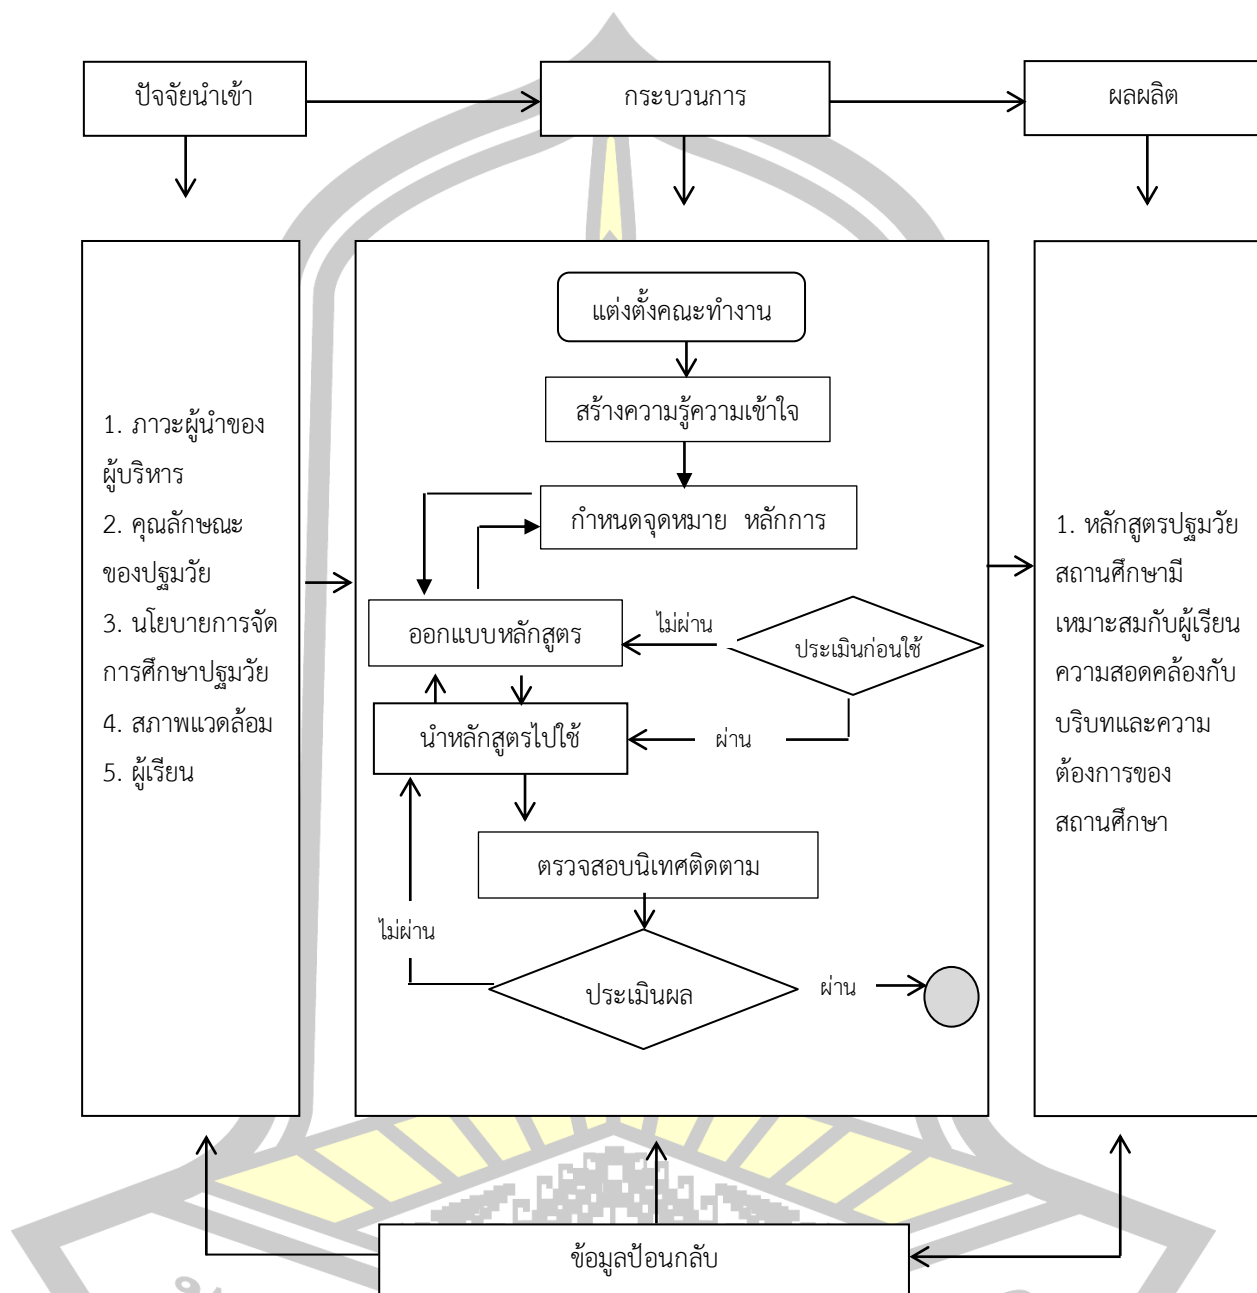 ปัจจัยนำเข้า
กระบวนการ
ผลผลิต
1. ภาวะผู้นำของ
ผู้บริหาร
2. คุณลักษณะ
ของปฐมวัย
3. นโยบายการจัด
การศึกษาปฐมวัย
4. สภาพแวดล้อม
5. ผู้เรียน
แต่งตั้งคณะทำงาน
สร้างความรู้ความเข้าใจ
กำหนดจุดหมาย หลักการ
ออกแบบหลักสูตร
ไม่ผ่าน
ประเมินก่อนใช้
นำหลักสูตรไปใช้
ผ่าน
ตรวจสอบนิเทศติดตาม
ไม่ผ่าน
ประเมินผล
ผ่าน
1. หลักสูตรปฐมวัย
สถานศึกษามี
เหมาะสมกับผู้เรียน
ความสอดคล้องกับ
บริบทและความ
ต้องการของ
สถานศึกษา
ข้อมูลป้อนกลับ